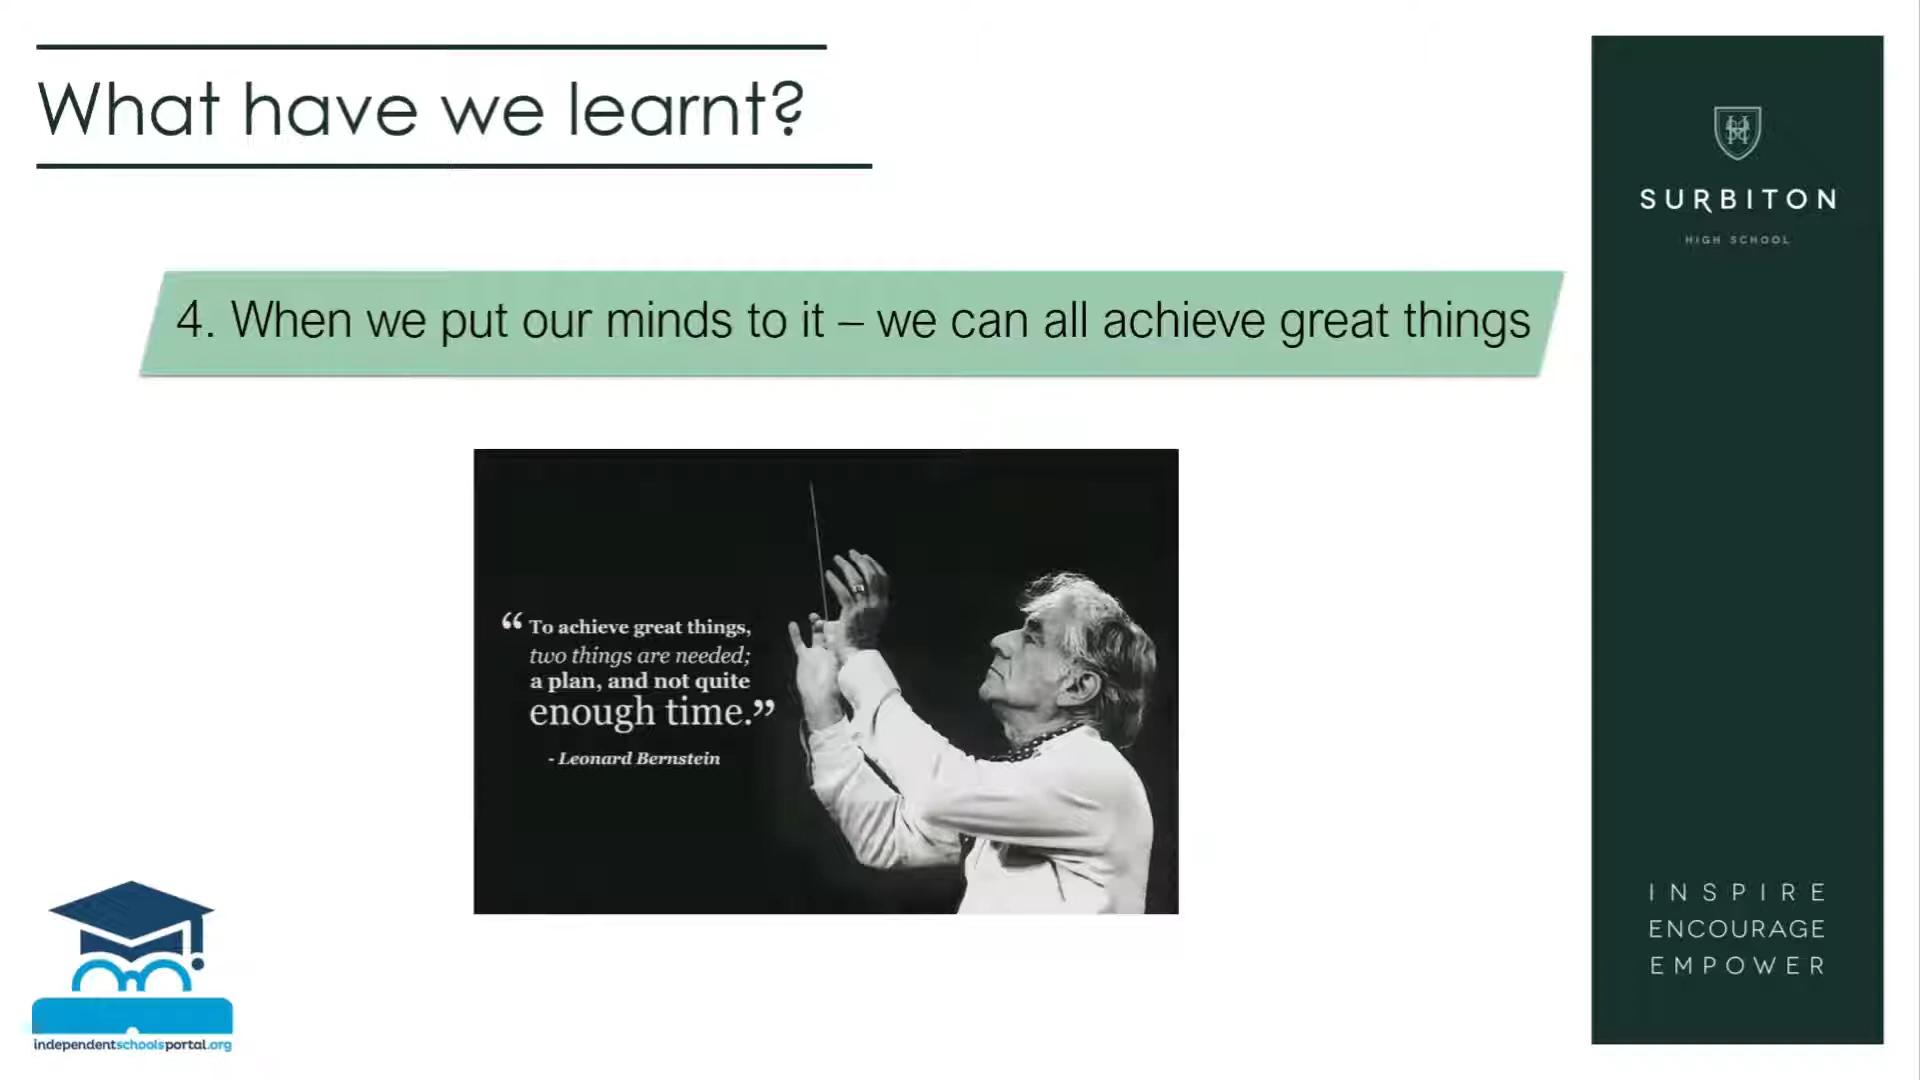 What have we learnt?
SURBITON
HIGH SCHOOL
4. When we put our minds to it – we can all achieve great things
“ To achieve great things,
two things are needed;
a plan, and not quite
enough time.”
- Leonard Bernstein
INSPIRE
ENCOURAGE
EMPOWER
independentschoolsportal.org